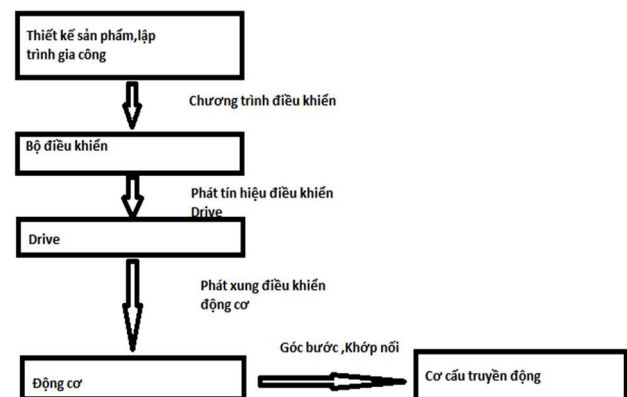 Thiết kế sản phẩm,lập
trình gia công
Chương trình điều khiển
Bộ điều khiển
Phát tín hiệu điều khiển
Drive
Drive
Phát xung điều khiển
động cơ
Góc bước ,Khớp nối
Động cơ
Cơ cấu truyền động